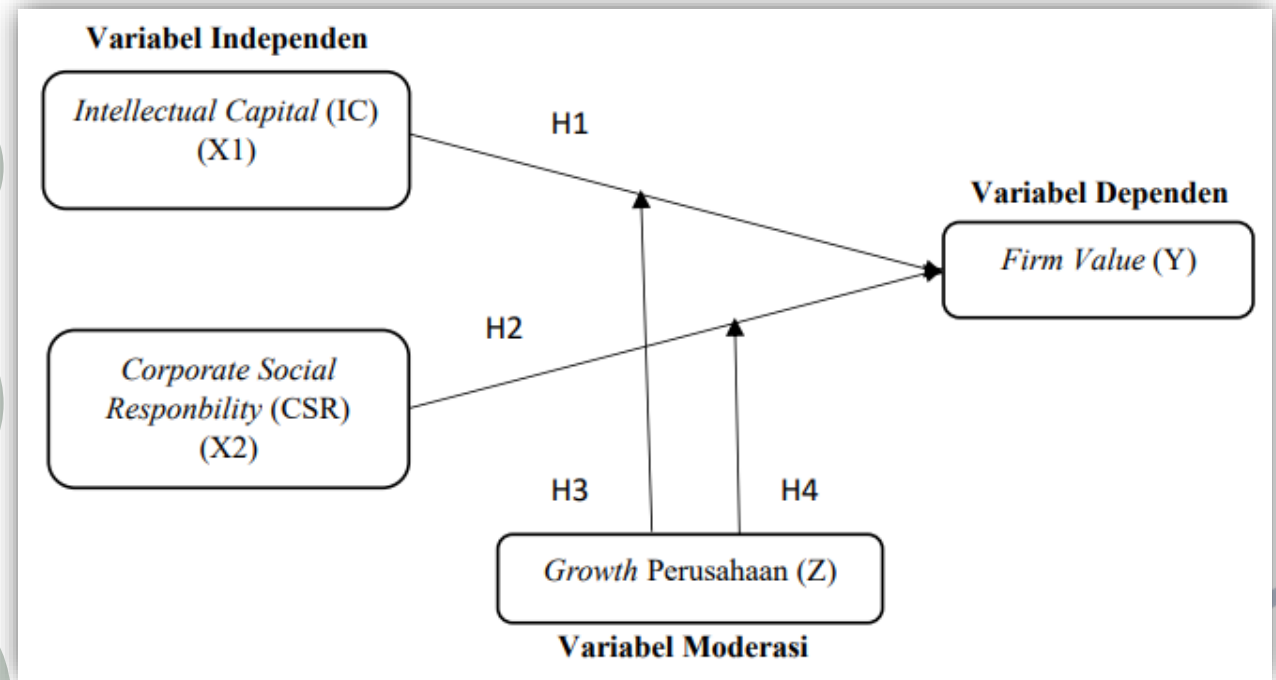 Variabel Independen
Intellectual Capital (IC)
(X1)
H1
Variabel Dependen
Firm Value (Y)
H2
Corporate Social
Responbility (CSR)
(X2)
H3
H4
Growth Perusahaan (Z)
Variabel Moderasi